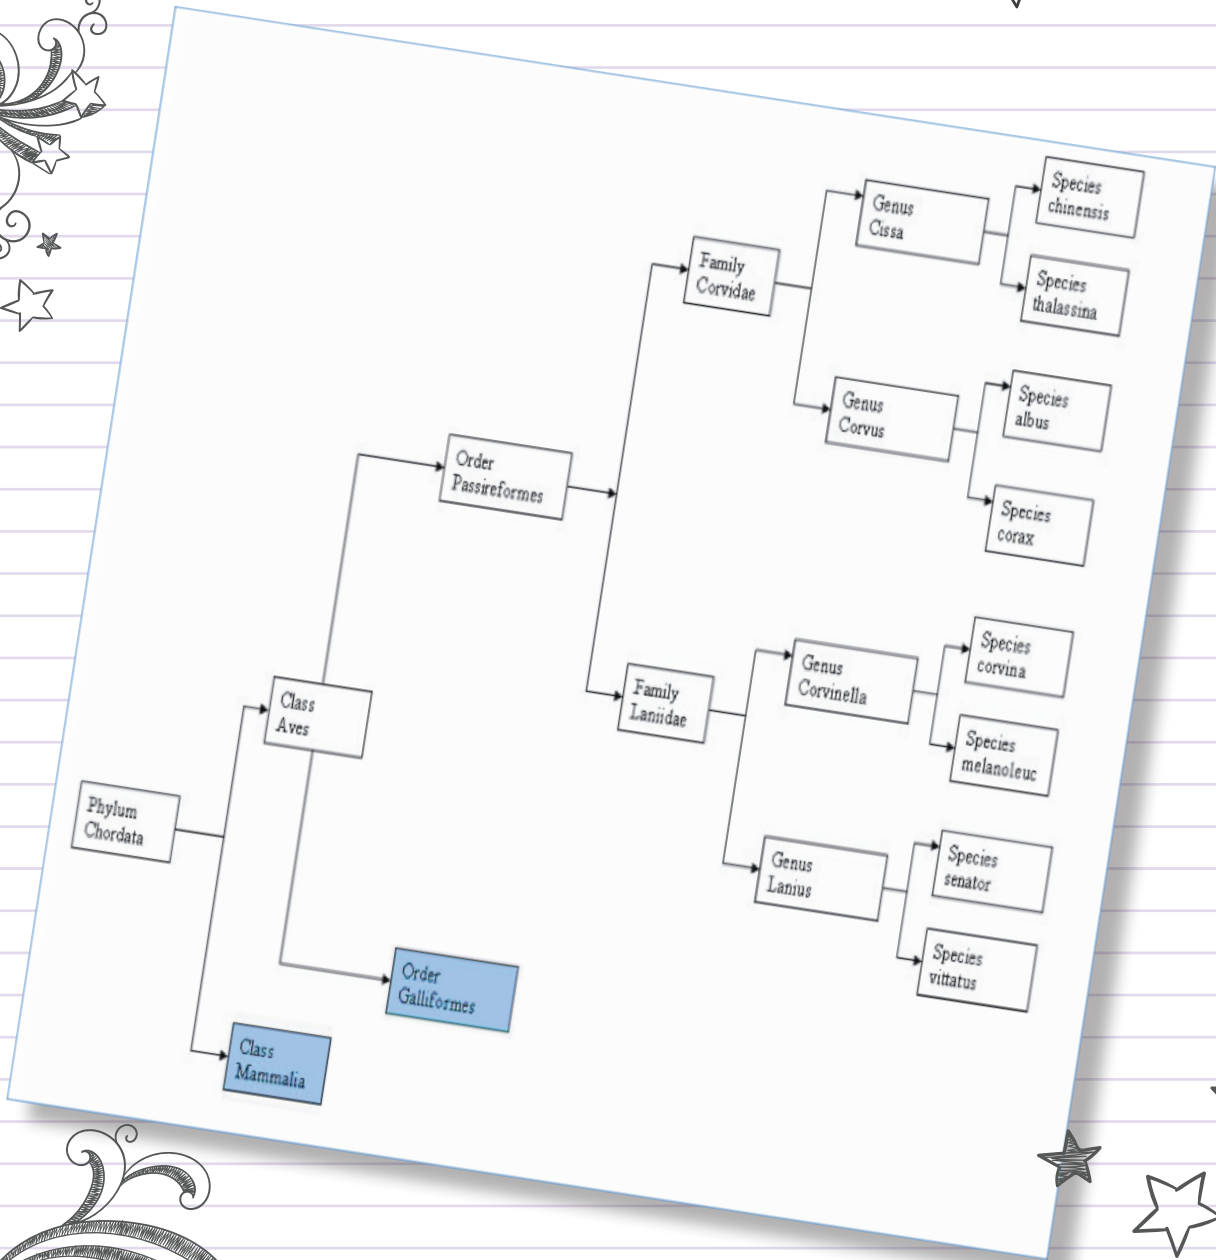 Species
chinensis
Genus
Cissa
Species
thalassina
Family
Corvidae
Species
albus
Genus
Corvus
Species
corax
Order
Passireformes
Species
corvina
Genus
Corvinella
Family
Laniidae
Species
melanoleuc
Class
Aves
Phylum
Chordata
Species
senator
Genus
Lanius
Species
vittatus
Order
Galliformes
Class
Mammalia